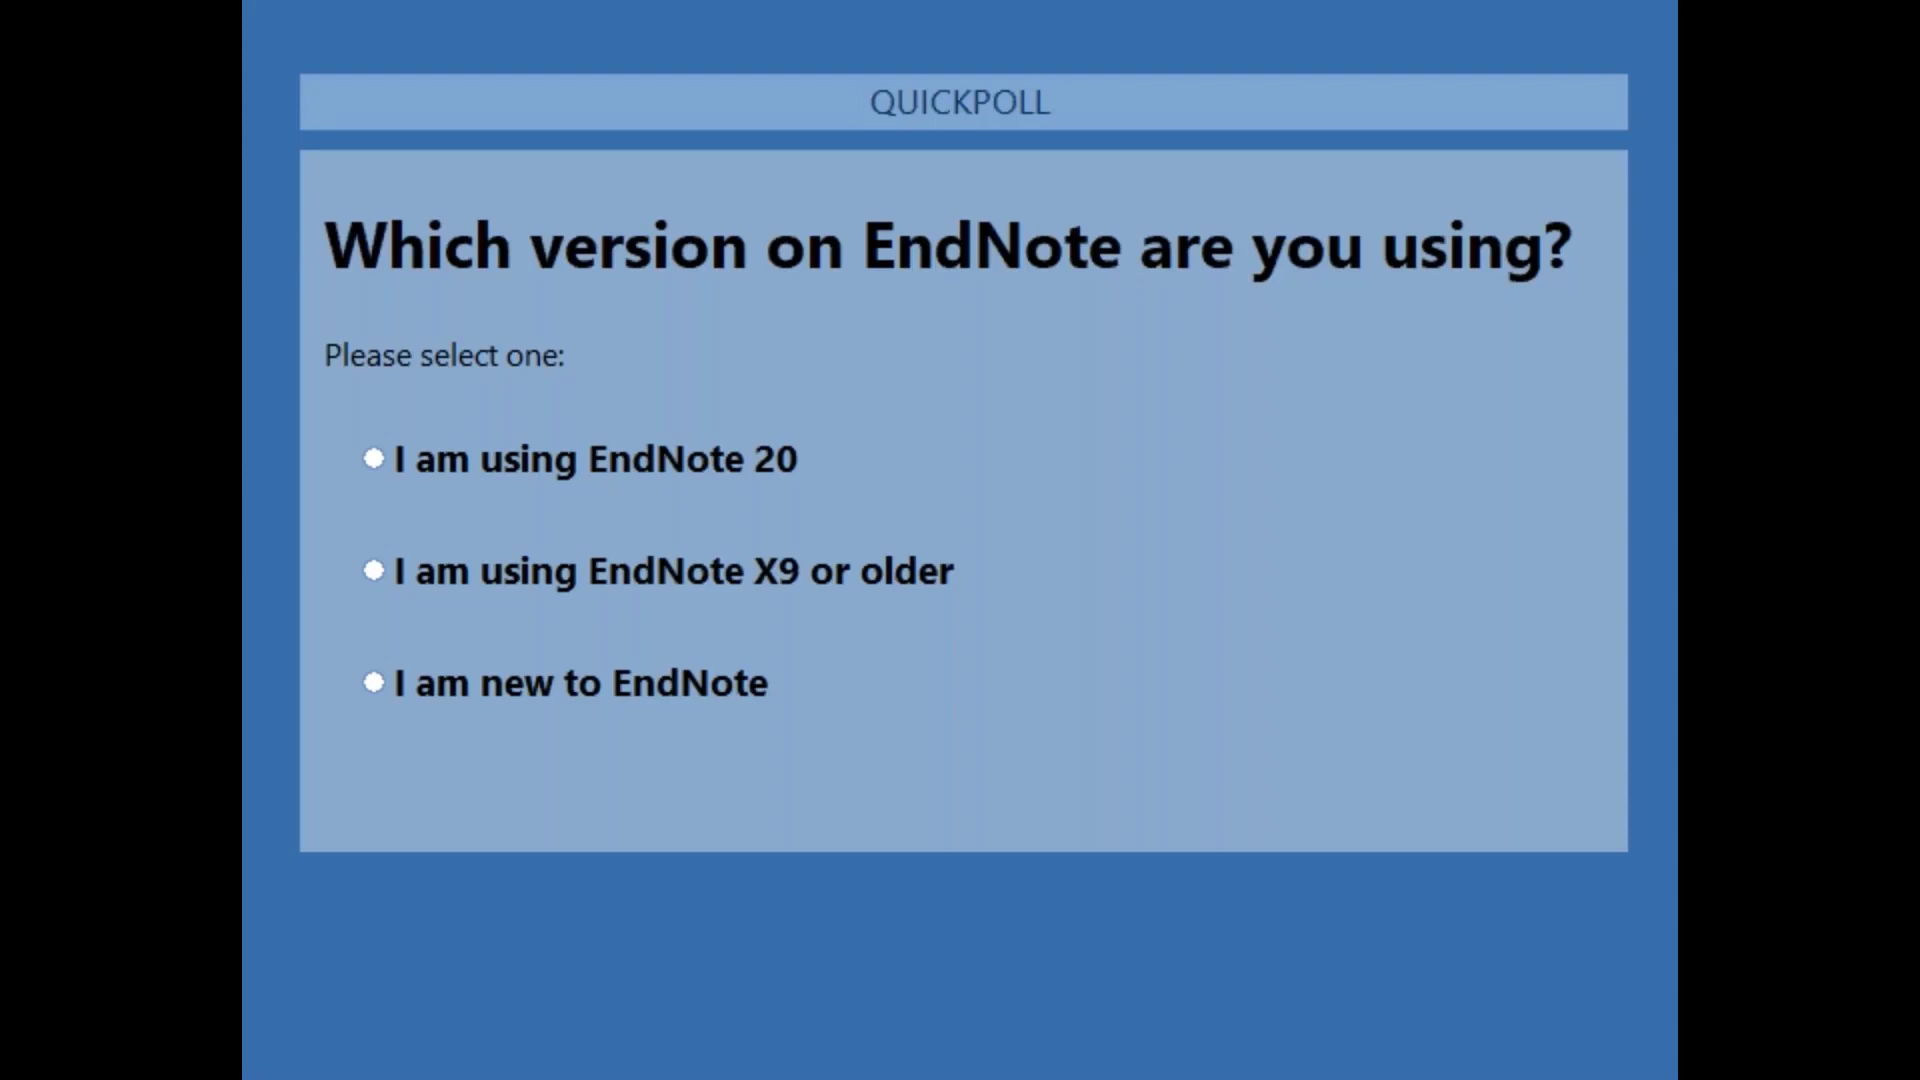 QUICKPOLL
Which version on EndNote are you using?
Please select one:
I am using EndNote 20
I am using EndNote X9 or older
I am new to EndNote